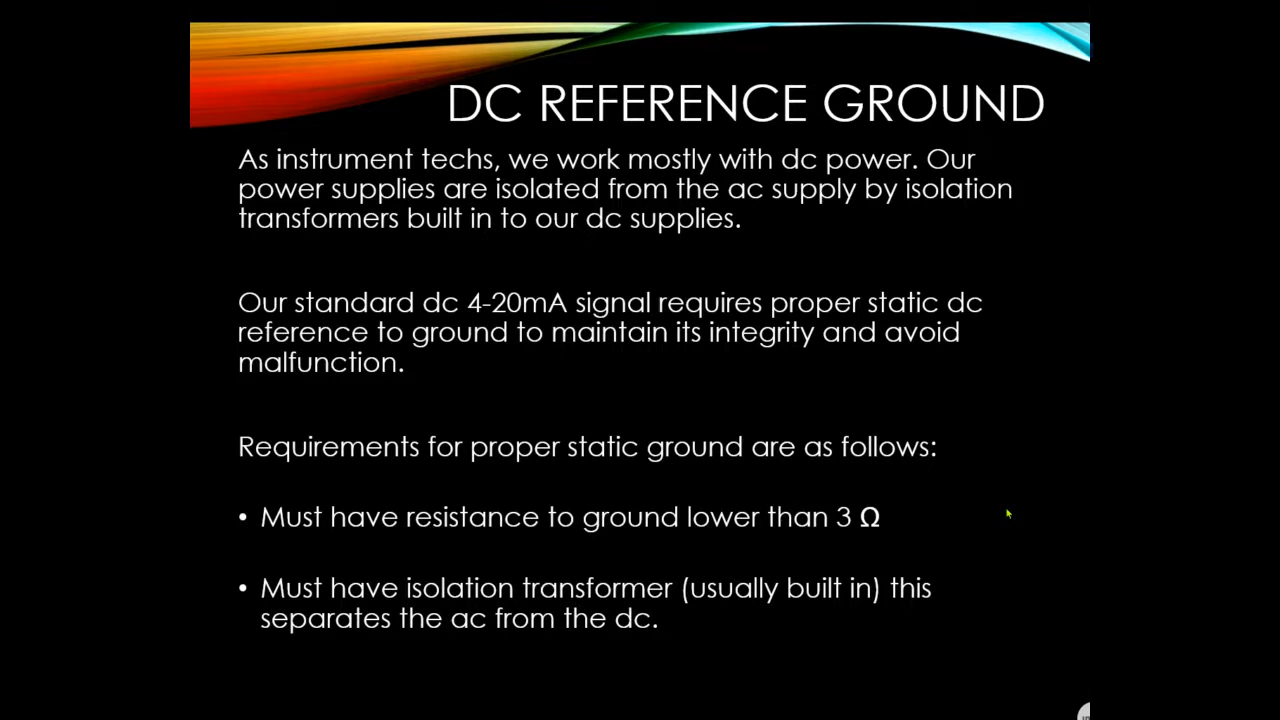 DC REFERENCE GROUND
As instrument techs, we work mostly with dc power. Our
power supplies are isolated from the ac supply by isolation
transformers built in to our dc supplies.
Our standard dc 4-20mA signal requires proper static dc
reference to ground to maintain its integrity and avoid
malfunction.
Requirements for proper static ground are as follows:
• Must have resistance to ground lower than 3 Ω
• Must have isolation transformer (usually built in) this
separates the ac from the dc.